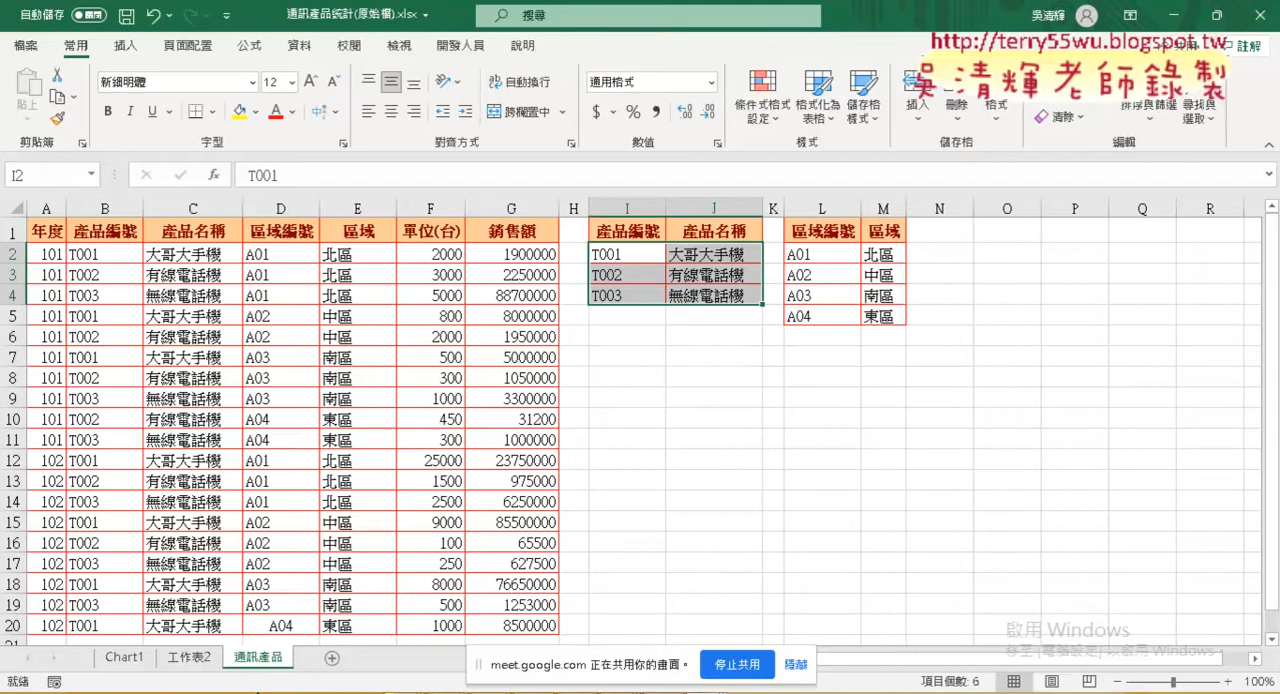 自動儲存 關閉 通訊產品統計(原始檔).xlsx 搜尋 吳清輝
檔案 常用 插入 頁面配置 公式 資料 校閱 檢視 開發人員 說明 共用 註解
http://terry55wu.blogspot.tw
吳清輝老師錄製
貼上 新細明體 12 自動換行 通用格式 條件式格式設定 格式化為表格 儲存格樣式 插入 刪除 格式 排序與篩選 尋找與選取
B I U 中 跨欄置中 $ % 清除
剪貼簿 字型 對齊方式 數值 樣式 儲存格 編輯
I2 fx T001
A B C D E F G H I J K L M N O P Q R
1 年度 產品編號 產品名稱 區域編號 區域 單位(台) 銷售額 產品編號 產品名稱 區域編號 區域
2 101 T001 大哥大手機 A01 北區 2000 1900000 T001 大哥大手機 A01 北區
3 101 T002 有線電話機 A01 北區 3000 2250000 T002 有線電話機 A02 中區
4 101 T003 無線電話機 A01 北區 5000 88700000 T003 無線電話機 A03 南區
5 101 T001 大哥大手機 A02 中區 800 8000000 A04 東區
6 101 T002 有線電話機 A02 中區 2000 1950000
7 101 T001 大哥大手機 A03 南區 500 5000000
8 101 T002 有線電話機 A03 南區 300 1050000
9 101 T003 無線電話機 A03 南區 1000 3300000
10 101 T002 有線電話機 A04 東區 450 31200
11 101 T003 無線電話機 A04 東區 300 1000000
12 102 T001 大哥大手機 A01 北區 25000 23750000
13 102 T002 有線電話機 A01 北區 1500 975000
14 102 T003 無線電話機 A01 北區 2500 6250000
15 102 T001 大哥大手機 A02 中區 9000 85500000
16 102 T002 有線電話機 A02 中區 100 65500
17 102 T003 無線電話機 A02 中區 250 627500
18 102 T001 大哥大手機 A03 南區 8000 76650000
19 102 T003 無線電話機 A03 南區 500 1253000
20 102 T001 大哥大手機 A04 東區 1000 8500000
啟用 Windows
移至 [電腦設定] 以啟用 Windows。
Chart1 工作表2 通訊產品
meet.google.com 正在共用你的畫面。 停止共用 隱藏
就緒 項目個數: 6 100%